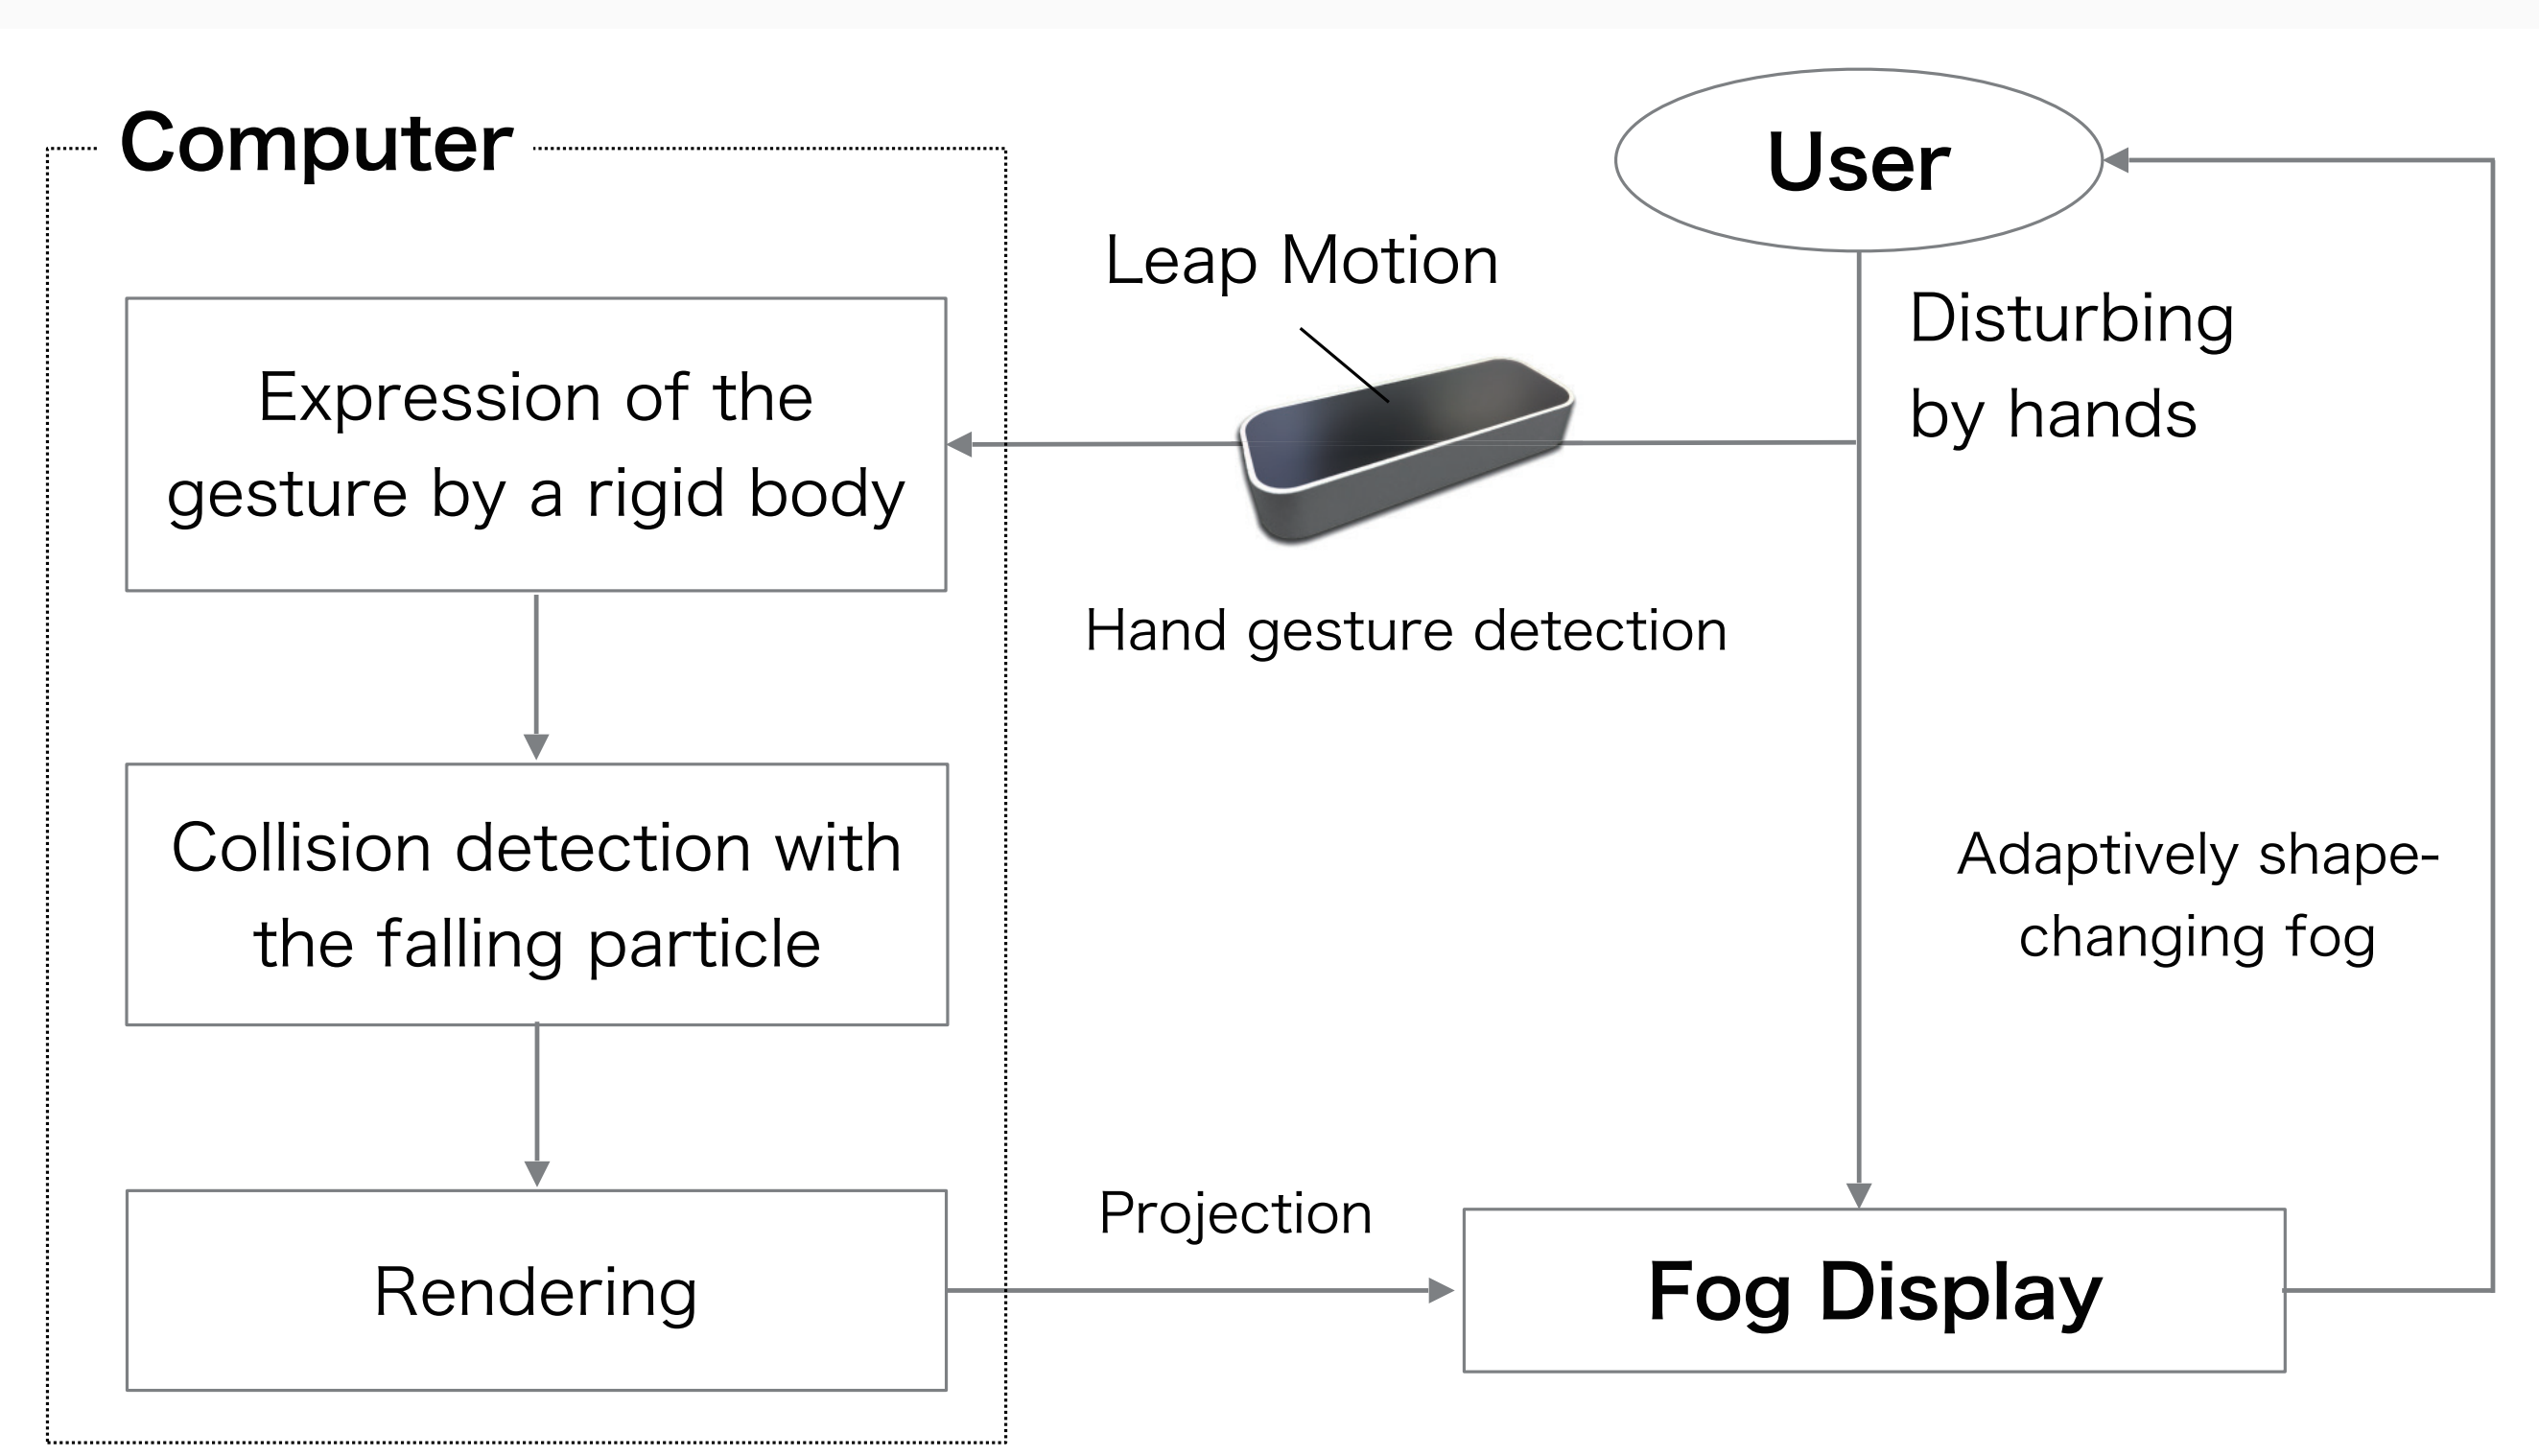 Computer
User
Leap Motion
Disturbing
by hands
Expression of the
gesture by a rigid body
Hand gesture detection
Collision detection with
the falling particle
Adaptively shape-
changing fog
Projection
Rendering
Fog Display